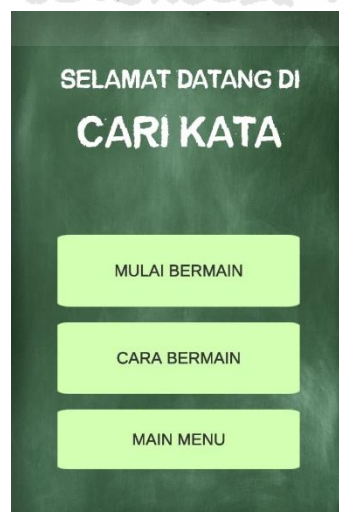 SELAMAT DATANG DI
CARI KATA
MULAI BERMAIN
CARA BERMAIN
MAIN MENU